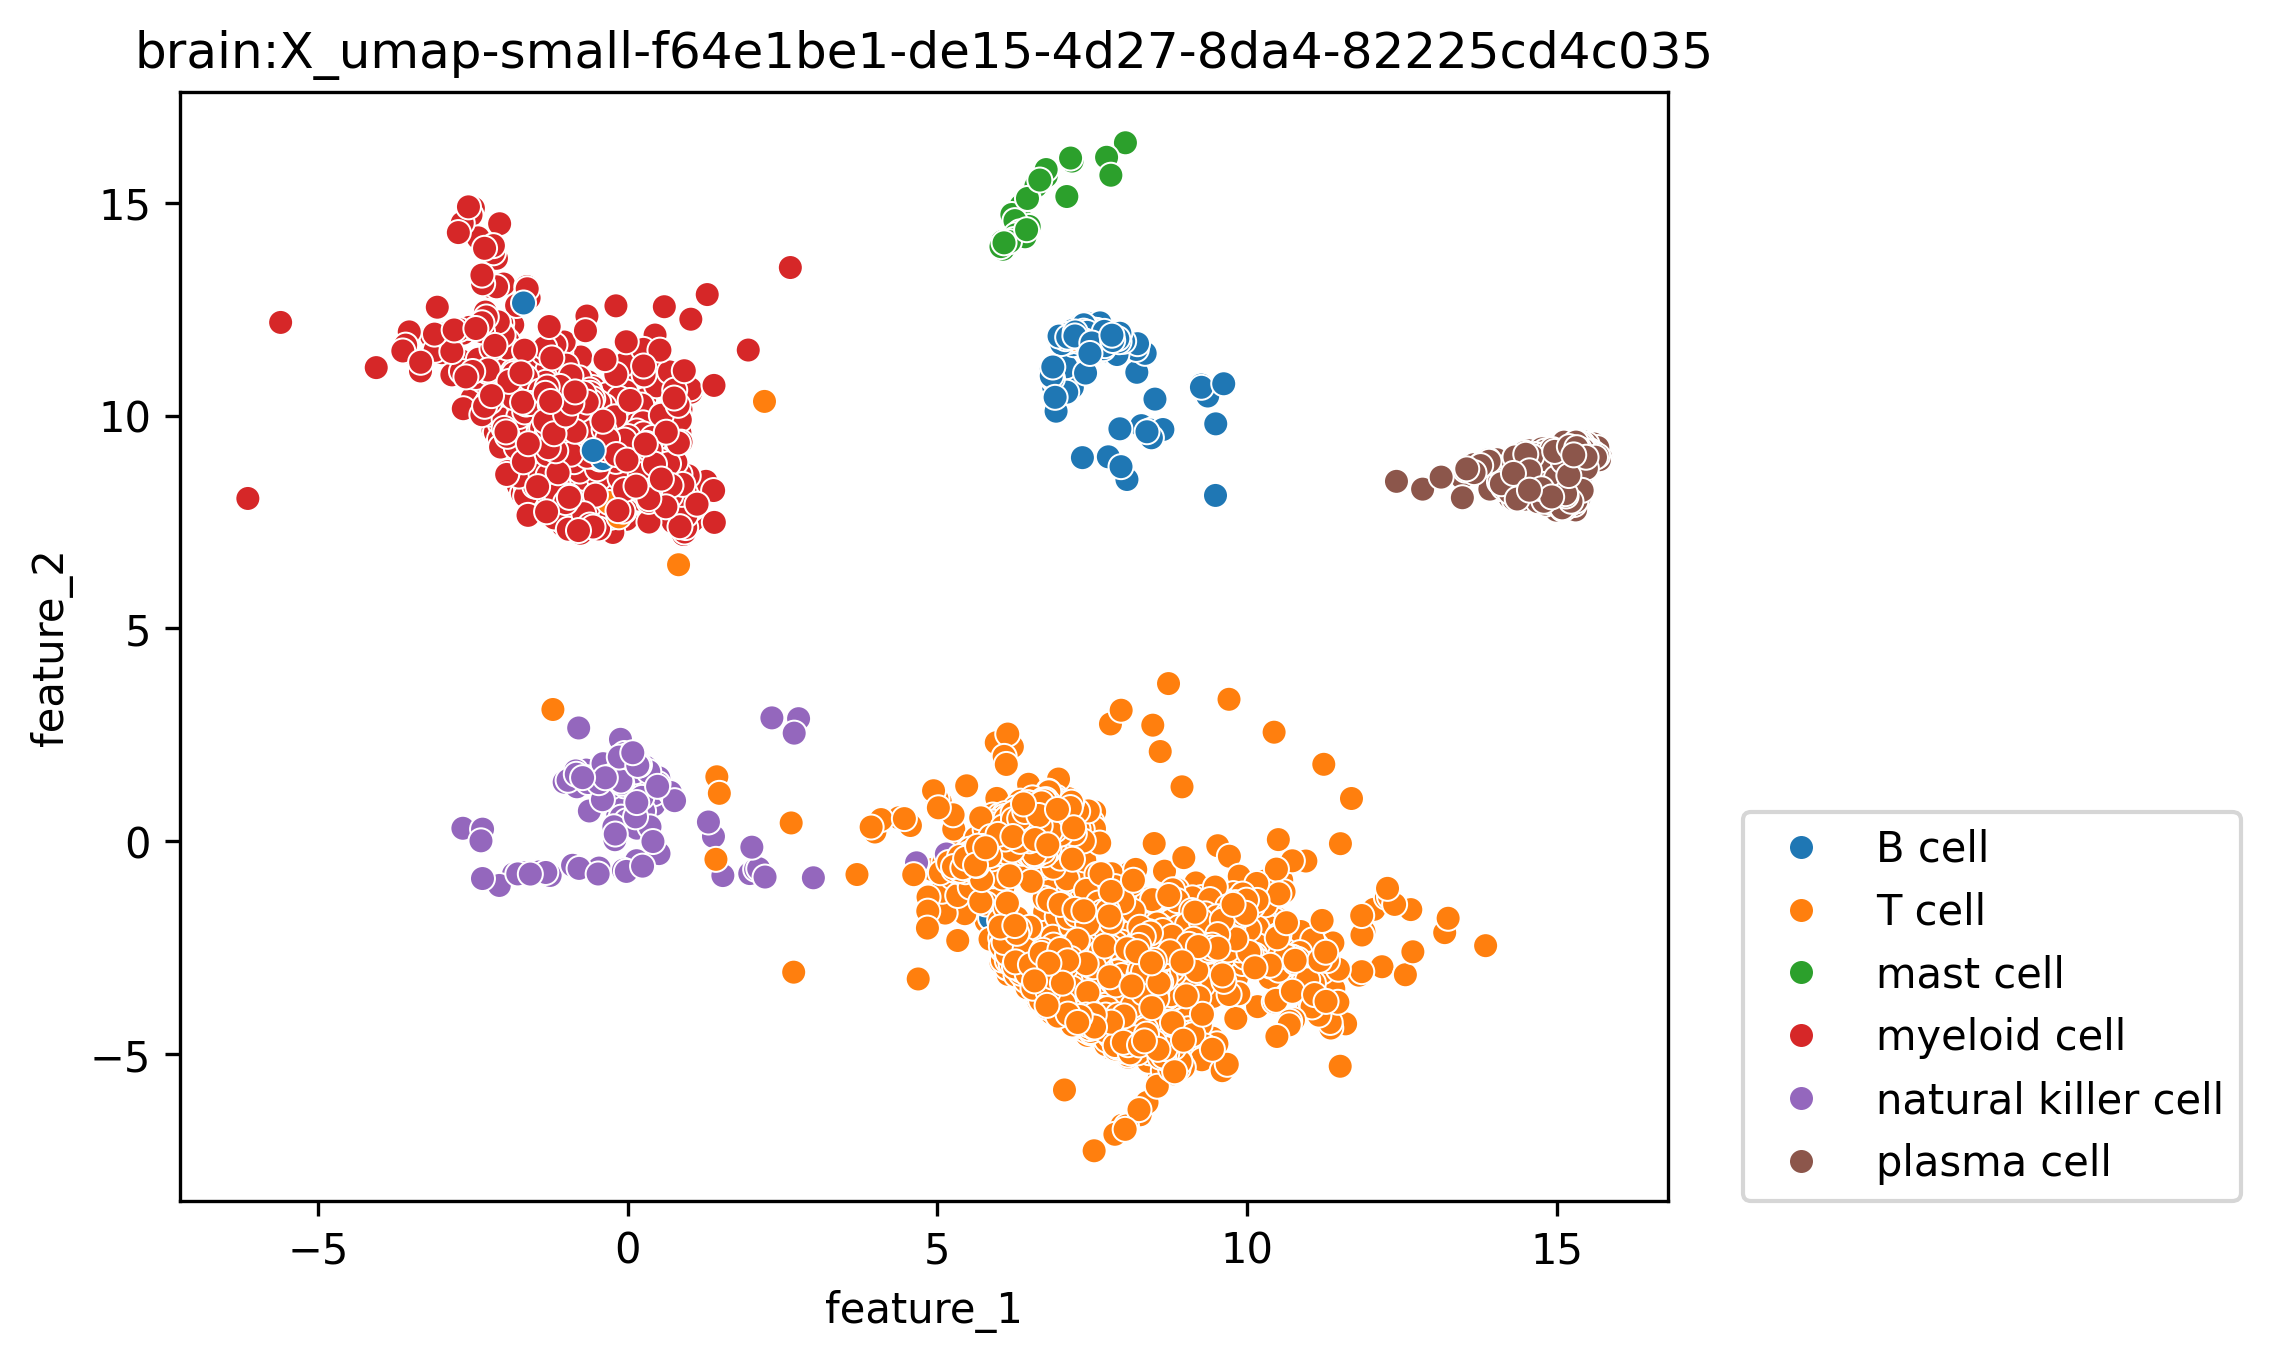 brain:X_umap-small-f64e1be1-de15-4d27-8da4-82225cd4c035
15
10
5
0
−5
feature_2
−5 0 5 10 15
feature_1
B cell
T cell
mast cell
myeloid cell
natural killer cell
plasma cell